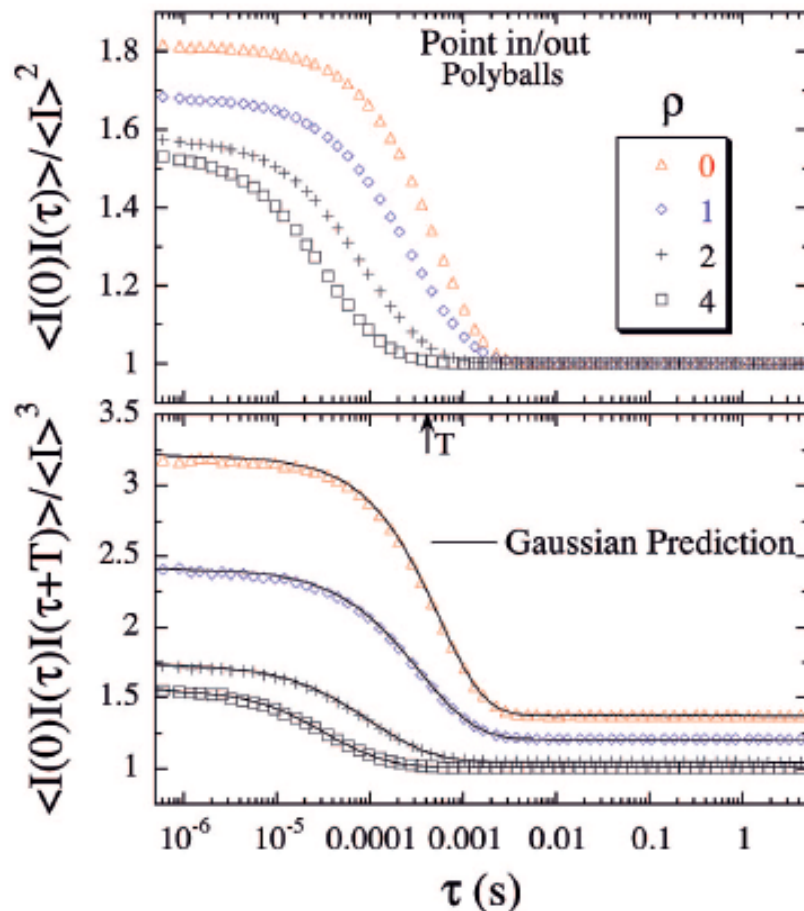 <I(0)I(τ)>/<I>²
1.8
1.6
1.4
1.2
1
Point in/out
Polyballs
ρ
0
1
2
4
<I(0)I(τ)I(τ+T)>/<I>³
3.5
3
2.5
2
1.5
1
T
Gaussian Prediction
10⁻⁶
10⁻⁵
0.0001
0.001
0.01
0.1
1
τ (s)